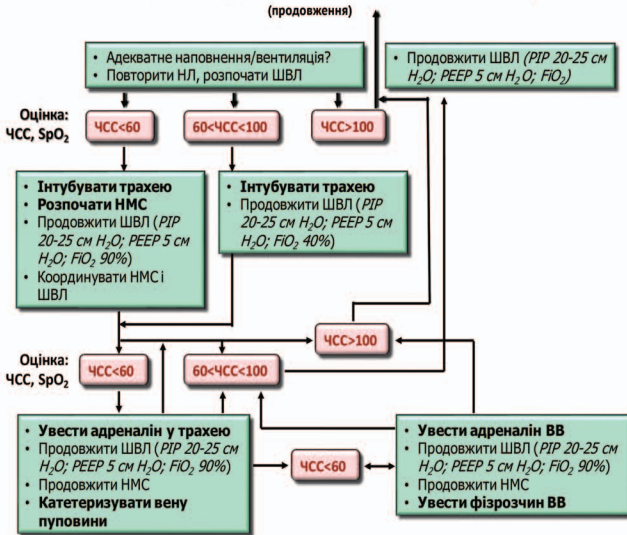 (продовження)
• Адекватне наповнення/вентиляція?
• Повторити НЛ, розпочати ШВЛ
• Продовжити ШВЛ (PIP 20-25 см
H₂O; PEEP 5 см H₂O; FiO₂)
Оцінка:
ЧСС, SpO₂
ЧСС<60
60<ЧСС<100
ЧСС>100
• Інтубувати трахею
• Розпочати НМС
• Продовжити ШВЛ (PIP
20-25 см H₂O; PEEP 5 см
H₂O; FiO₂ 90%)
• Координувати НМС і
ШВЛ
• Інтубувати трахею
• Продовжити ШВЛ (PIP
20-25 см H₂O; PEEP 5 см
H₂O; FiO₂ 40%)
ЧСС>100
Оцінка:
ЧСС, SpO₂
ЧСС<60
60<ЧСС<100
• Увести адреналін у трахею
• Продовжити ШВЛ (PIP 20-25 см
H₂O; PEEP 5 см H₂O; FiO₂ 90%)
• Продовжити НМС
• Катетеризувати вену
пуповини
ЧСС<60
• Увести адреналін ВВ
• Продовжити ШВЛ (PIP 20-25 см
H₂O; PEEP 5 см H₂O; FiO₂ 90%)
• Продовжити НМС
• Увести фізрозчин ВВ